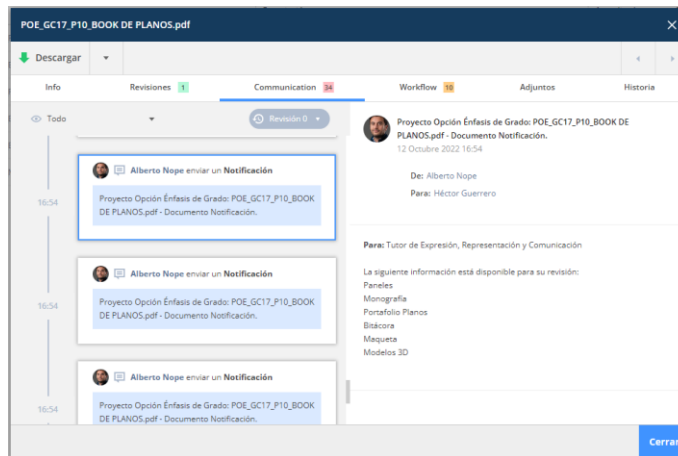 POE_GC17_P10_BOOK DE PLANOS.pdf
Descargar
Info
Revisiones 1
Communication 34
Workflow 10
Adjuntos
Historia
Todo
Revisión 0
16:54
Alberto Nope enviar un Notificación
Proyecto Opción Énfasis de Grado: POE_GC17_P10_BOOK
DE PLANOS.pdf - Documento Notificación.
16:54
Alberto Nope enviar un Notificación
Proyecto Opción Énfasis de Grado: POE_GC17_P10_BOOK
DE PLANOS.pdf - Documento Notificación.
16:54
Alberto Nope enviar un Notificación
Proyecto Opción Énfasis de Grado: POE_GC17_P10_BOOK
DE PLANOS.pdf - Documento Notificación.
Proyecto Opción Énfasis de Grado: POE_GC17_P10_BOOK DE
PLANOS.pdf - Documento Notificación.
12 Octubre 2022 16:54
De: Alberto Nope
Para: Héctor Guerrero
Para: Tutor de Expresión, Representación y Comunicación
La siguiente información está disponible para su revisión:
Paneles
Monografía
Portafolio Planos
Bitácora
Maqueta
Modelos 3D
Cerrar